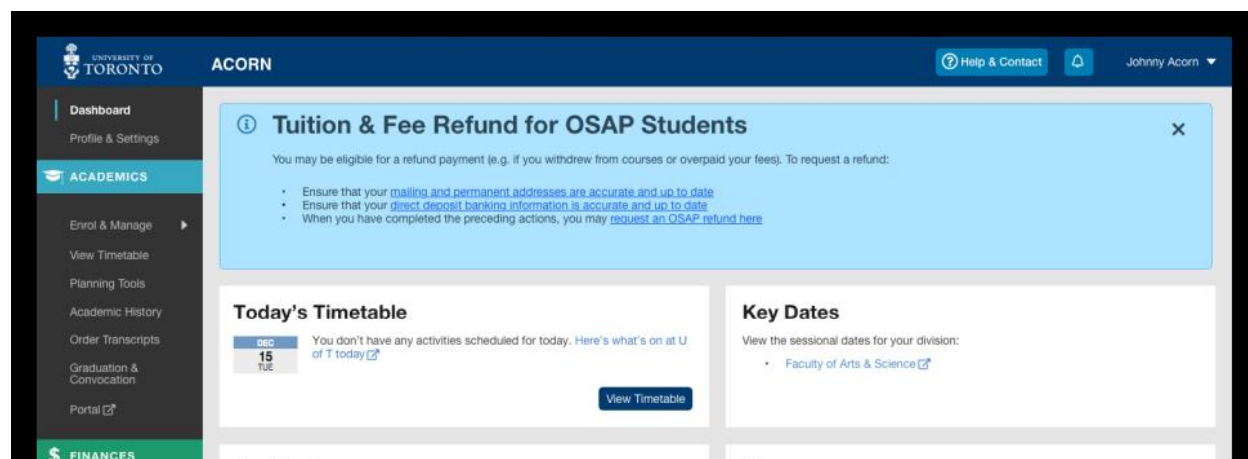 UNIVERSITY OF
TORONTO
ACORN
Help & Contact
Johnny Acorn
Dashboard
Profile & Settings
ACADEMICS
Enrol & Manage
View Timetable
Planning Tools
Academic History
Order Transcripts
Graduation &
Convocation
Portal
$ FINANCES
Tuition & Fee Refund for OSAP Students
You may be eligible for a refund payment (e.g. if you withdrew from courses or overpaid your fees). To request a refund:
• Ensure that your mailing and permanent addresses are accurate and up to date
• Ensure that your direct deposit banking information is accurate and up to date
• When you have completed the preceding actions, you may request an OSAP refund here
Today's Timetable
DEC
15
TUE
You don't have any activities scheduled for today. Here's what's on at U
of T today
View Timetable
Key Dates
View the sessional dates for your division:
• Faculty of Arts & Science